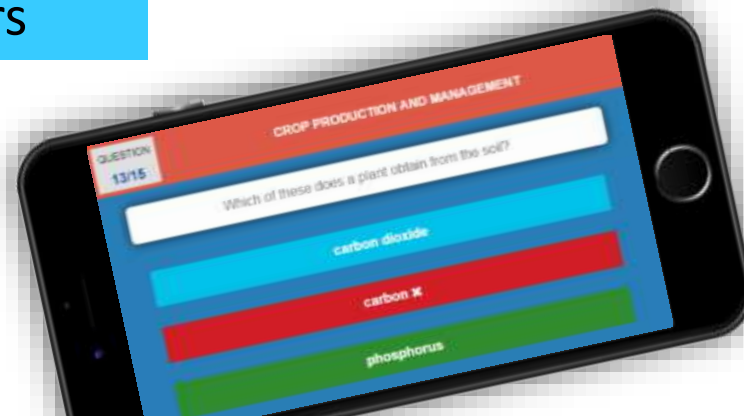 rs
QUESTION
13/15
CROP PRODUCTION AND MANAGEMENT
Which of these does a plant obtain from the soil?
carbon dioxide
carbon ✖
phosphorus